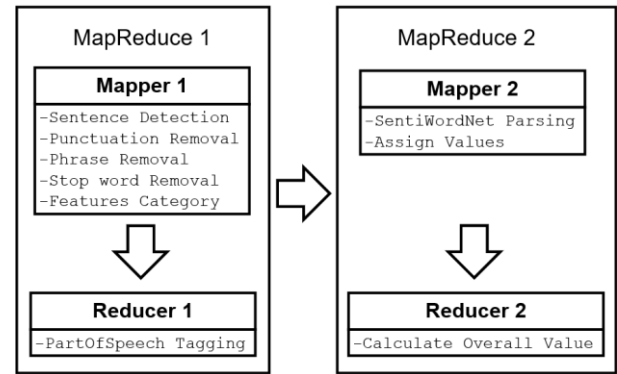 MapReduce 1
Mapper 1
-Sentence Detection
-Punctuation Removal
-Phrase Removal
-Stop word Removal
-Features Category
Reducer 1
-PartOfSpeech Tagging
MapReduce 2
Mapper 2
-SentiWordNet Parsing
-Assign Values
Reducer 2
-Calculate Overall Value